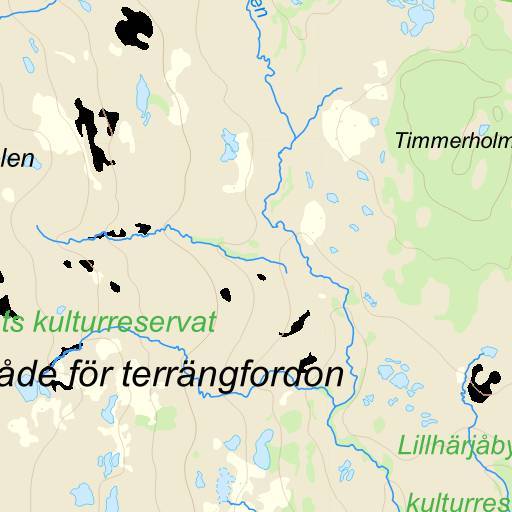 Timmerholm
len
ts kulturreservat
åde för terrängfordon
Lillhärjåby
kulturres